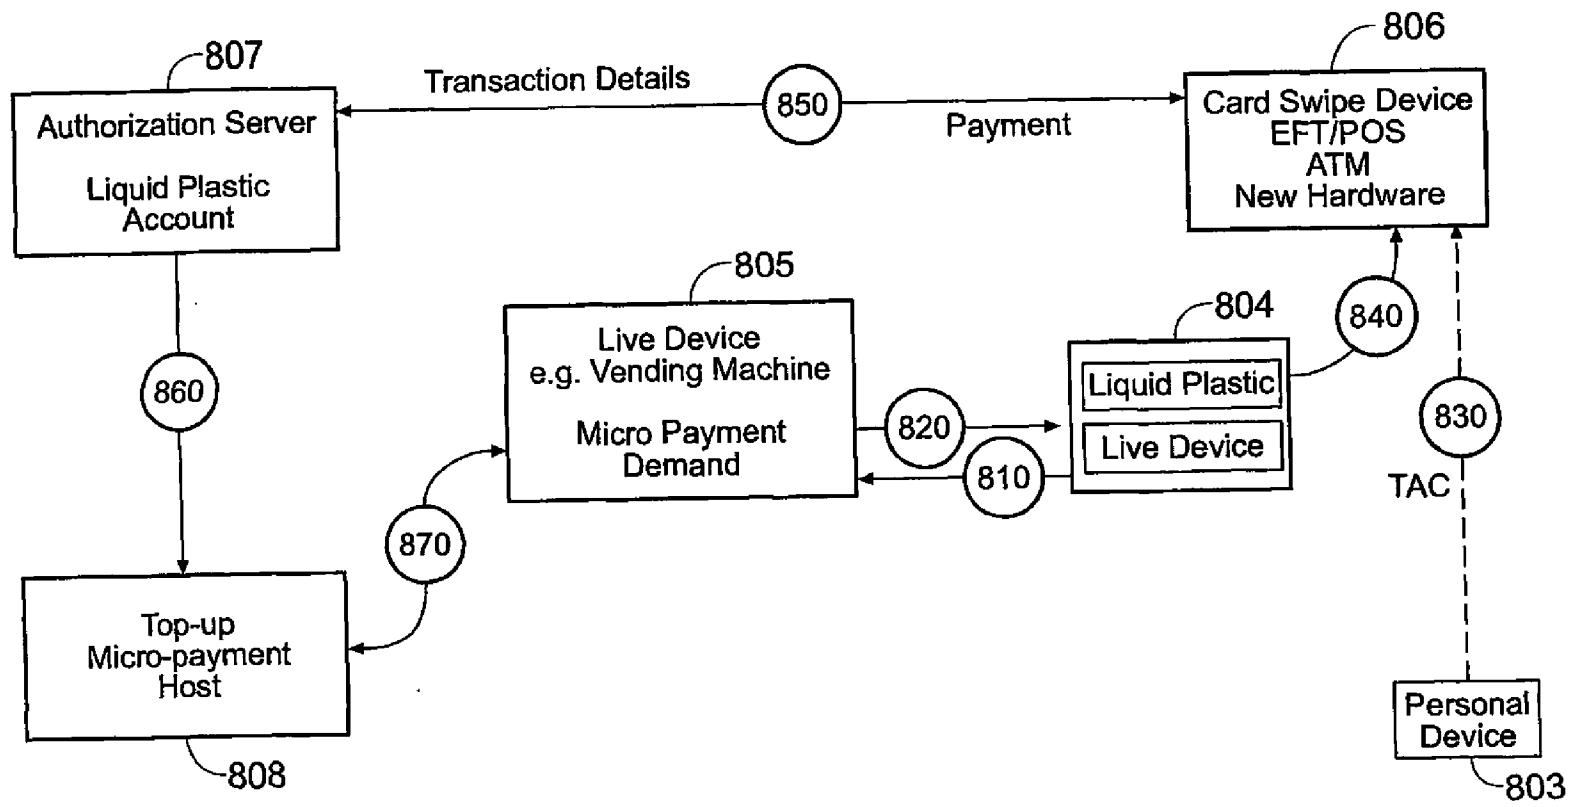 807
806
Transaction Details
850
Payment
Authorization Server
Liquid Plastic
Account
Card Swipe Device
EFT/POS
ATM
New Hardware
805
804
840
Live Device
e.g. Vending Machine
Micro Payment
Demand
Liquid Plastic
Live Device
860
820
810
830
TAC
870
Top-up
Micro-payment
Host
Personal
Device
808
803